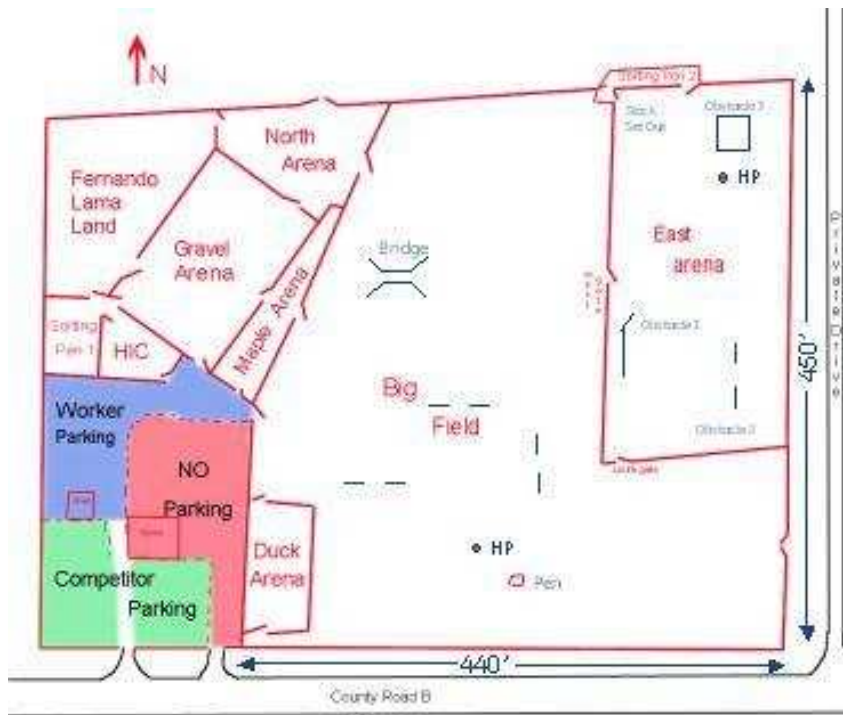 N
Sorting Pen 2
North
Arena
Stock
Set Out
Obstacle 3
HP
Fernando
Lama
Land
Gravel
Arena
Bridge
East
arena
Maple Arena
Private Drive
Sorting
Pen 1
HIC
Obstacle 1
450'
Big
Field
Worker
Parking
Obstacle 2
NO
Parking
HP
Duck
Arena
Pen
Competitor
Parking
440'
County Road B